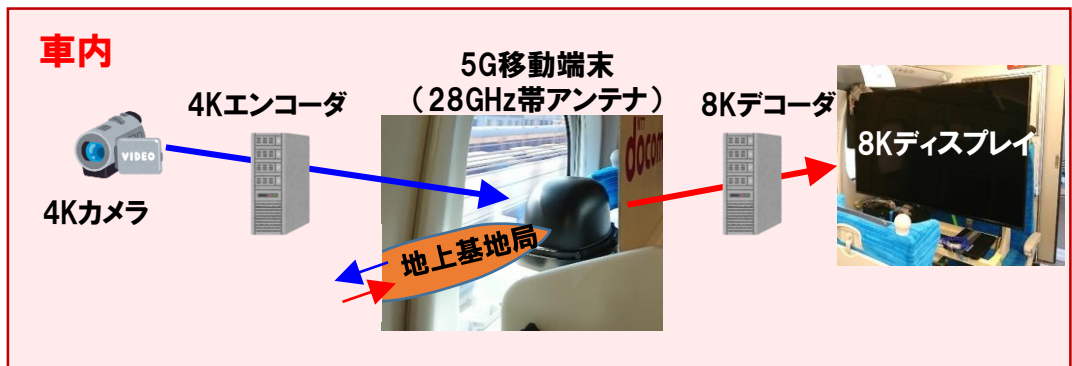 車内
5G移動端末
(28GHz帯アンテナ)
4Kエンコーダ
8Kデコーダ
VIDEO
8Kディスプレイ
4Kカメラ
地上基地局
docom